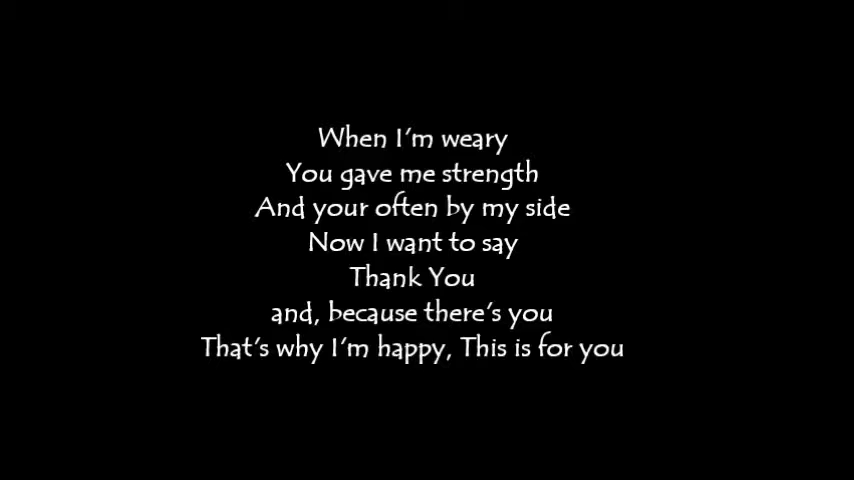 When I'm weary
You gave me strength
And your often by my side
Now I want to say
Thank You
and, because there's you
That's why I'm happy, This is for you